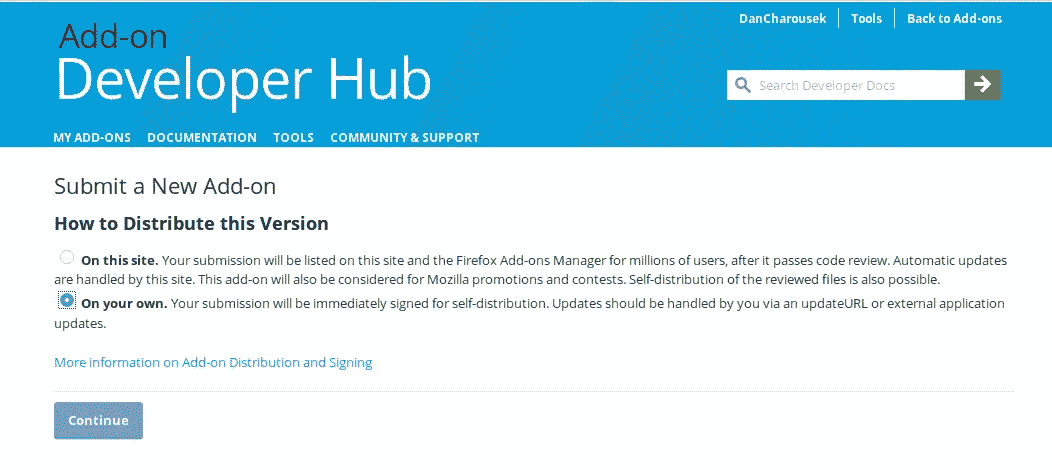 DanCharousek Tools Back to Add-ons
Add-on
Developer Hub
Search Developer Docs
MY ADD-ONS DOCUMENTATION TOOLS COMMUNITY & SUPPORT
Submit a New Add-on
How to Distribute this Version
On this site. Your submission will be listed on this site and the Firefox Add-ons Manager for millions of users, after it passes code review. Automatic updates
are handled by this site. This add-on will also be considered for Mozilla promotions and contests. Self-distribution of the reviewed files is also possible.
On your own. Your submission will be immediately signed for self-distribution. Updates should be handled by you via an updateURL or external application
updates.
More information on Add-on Distribution and Signing
Continue